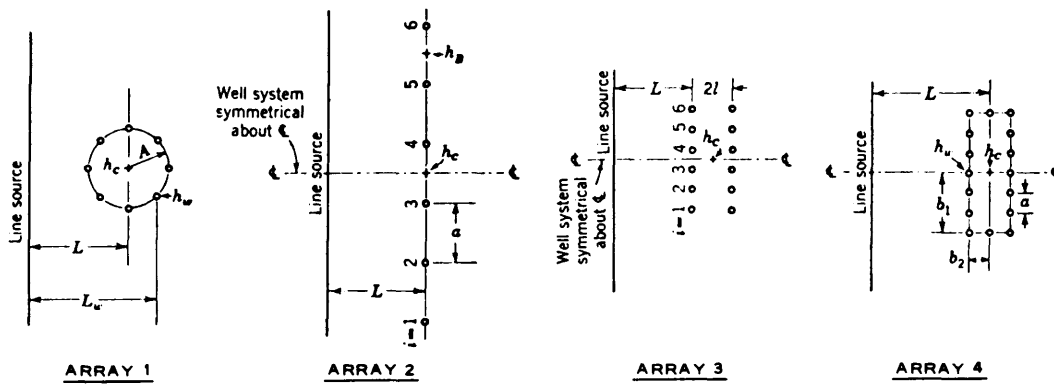 Line source
h_c
A
h_w
L
L_w
ARRAY 1
Well system
symmetrical
about ℄
℄
℄
Line source
6
h_B
5
4
h_c
3
a
2
i=1
L
ARRAY 2
Well system
symmetrical
about ℄
Line source
L
2l
6
5
4
3
2
i=1
h_c
℄
ARRAY 3
Line source
L
h_w
h_c
℄
℄
b_1
a
b_2
ARRAY 4